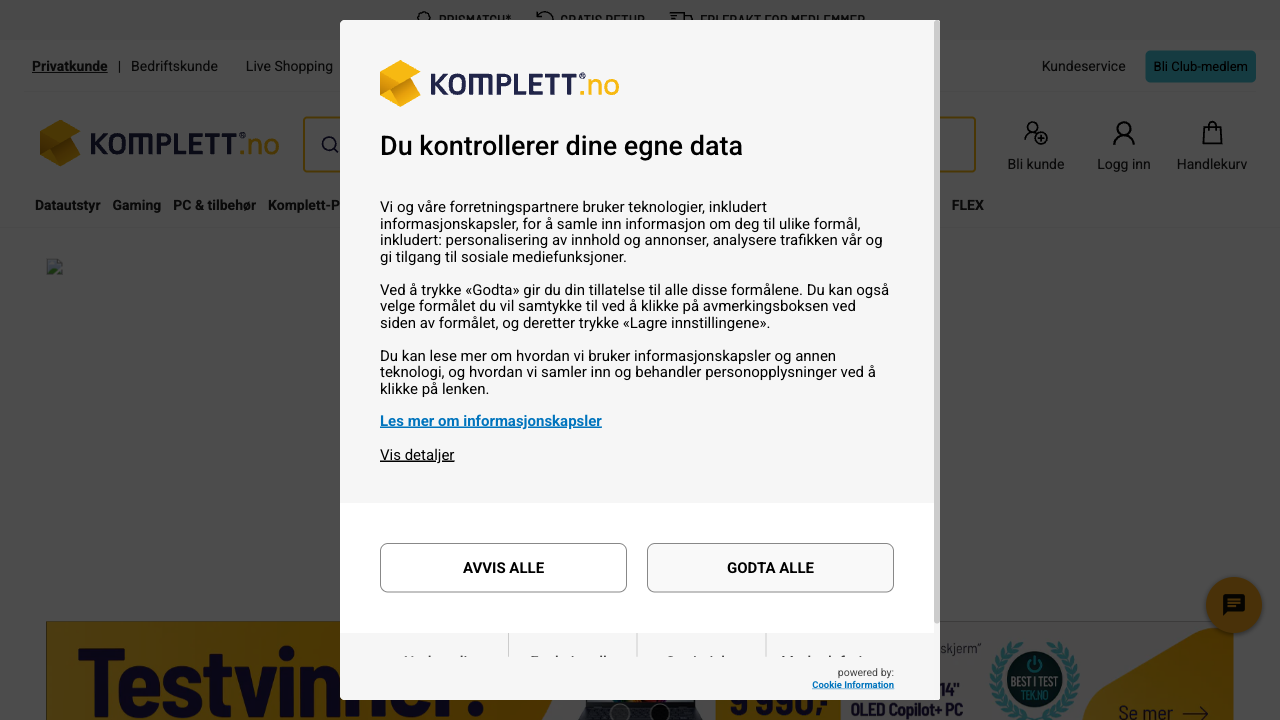 PRISMATCH* GRATIS RETUR FRI FRAKT FOR MEDLEMMER
Privatkunde | Bedriftskunde Live Shopping Kundeservice Bli Club-medlem
KOMPLETT®.no
Bli kunde Logg inn Handlekurv
Datautstyr Gaming PC & tilbehør Komplett-P FLEX
KOMPLETT®.no
Du kontrollerer dine egne data
Vi og våre forretningspartnere bruker teknologier, inkludert
informasjonskapsler, for å samle inn informasjon om deg til ulike formål,
inkludert: personalisering av innhold og annonser, analysere trafikken vår og
gi tilgang til sosiale mediefunksjoner.
Ved å trykke «Godta» gir du din tillatelse til alle disse formålene. Du kan også
velge formålet du vil samtykke til ved å klikke på avmerkingsboksen ved
siden av formålet, og deretter trykke «Lagre innstillingene».
Du kan lese mer om hvordan vi bruker informasjonskapsler og annen
teknologi, og hvordan vi samler inn og behandler personopplysninger ved å
klikke på lenken.
Les mer om informasjonskapsler
Vis detaljer
AVVIS ALLE GODTA ALLE
powered by:
Cookie Information
Testvinner!
9 990,-
skjerm"
14"
OLED Copilot+ PC
BEST I TEST
TEK.NO
Se mer